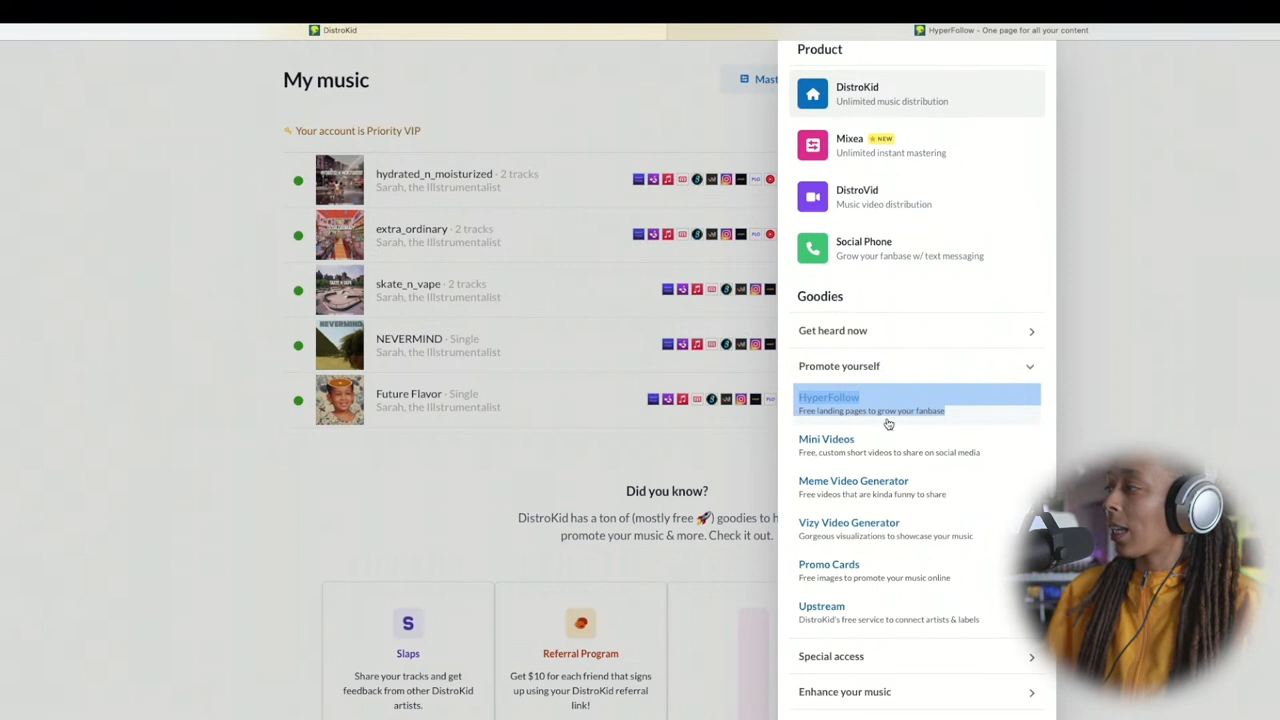 DistroKid
HyperFollow - One page for all your content
My music
Mast
Your account is Priority VIP
hydrated_n_moisturized · 2 tracks
Sarah, the Illstrumentalist
extra_ordinary · 2 tracks
Sarah, the Illstrumentalist
skate_n_vape · 2 tracks
Sarah, the Illstrumentalist
NEVERMIND
NEVERMIND · Single
Sarah, the Illstrumentalist
Future Flavor · Single
Sarah, the Illstrumentalist
Did you know?
DistroKid has a ton of (mostly free 🚀) goodies to h
promote your music & more. Check it out.
S
Slaps
Share your tracks and get
feedback from other DistroKid
artists.
Referral Program
Get $10 for each friend that signs
up using your DistroKid referral
link!
Product
DistroKid
Unlimited music distribution
Mixea ★ NEW
Unlimited instant mastering
DistroVid
Music video distribution
Social Phone
Grow your fanbase w/ text messaging
Goodies
Get heard now
Promote yourself
HyperFollow
Free landing pages to grow your fanbase
Mini Videos
Free, custom short videos to share on social media
Meme Video Generator
Free videos that are kinda funny to share
Vizy Video Generator
Gorgeous visualizations to showcase your music
Promo Cards
Free images to promote your music online
Upstream
DistroKid's free service to connect artists & labels
Special access
Enhance your music